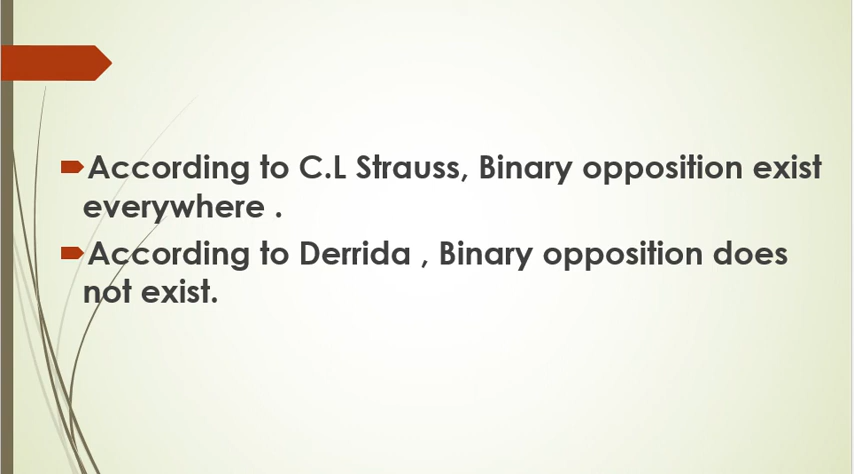 According to C.L Strauss, Binary opposition exist
everywhere .
According to Derrida , Binary opposition does
not exist.